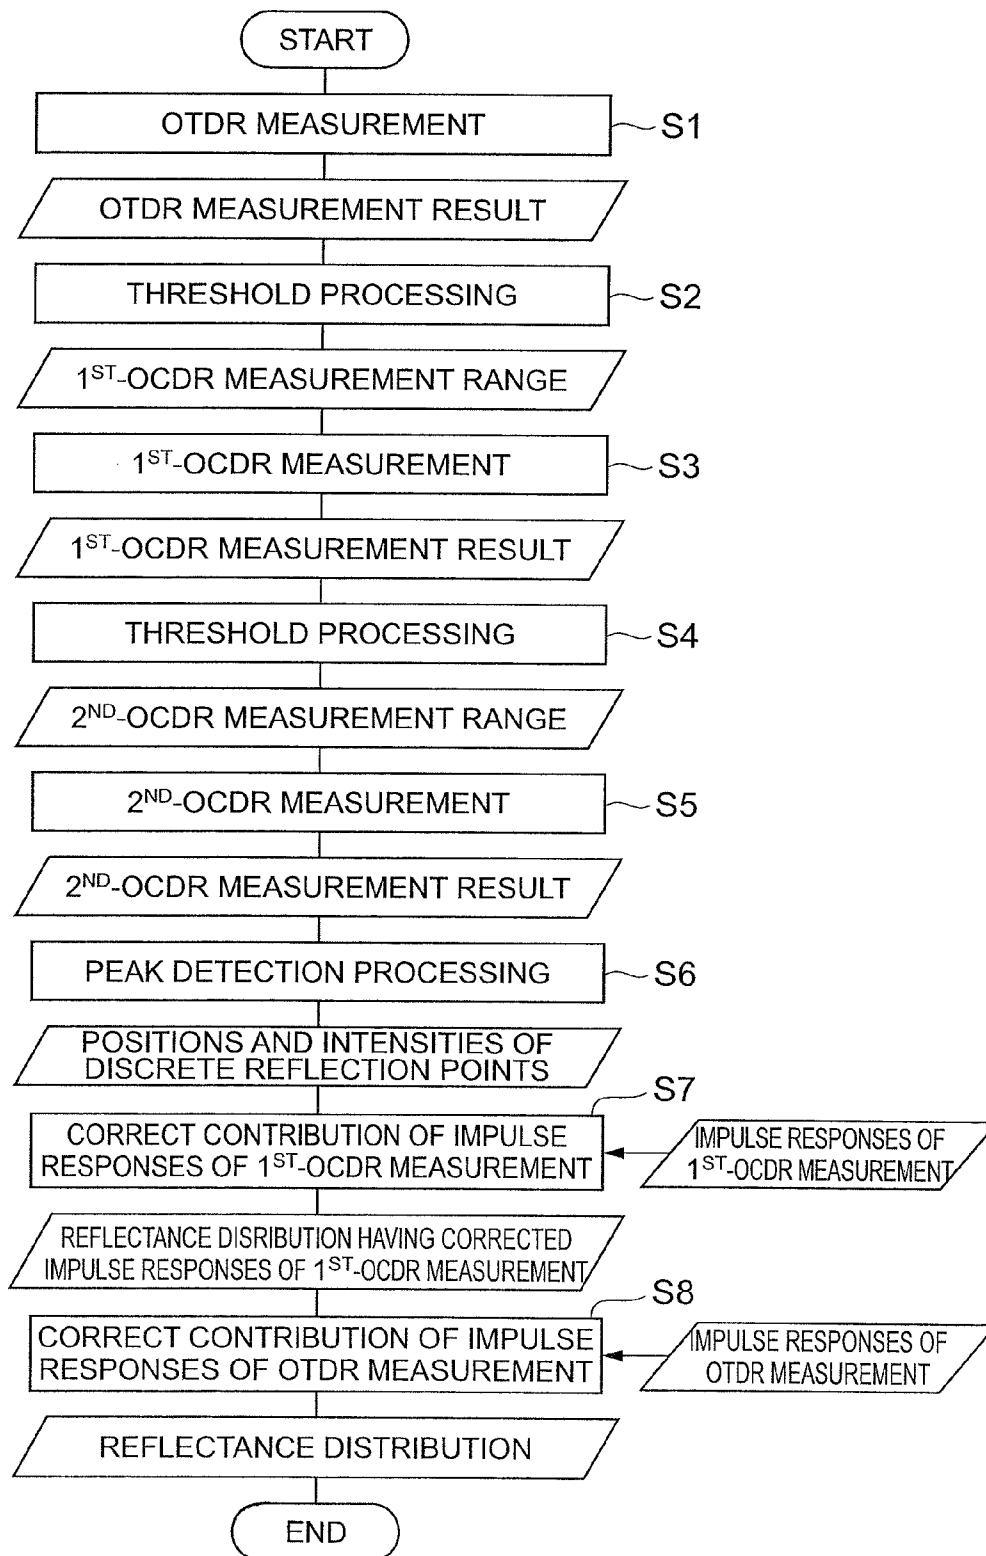 START
OTDR MEASUREMENT
S1
OTDR MEASUREMENT RESULT
THRESHOLD PROCESSING
S2
1ST-OCDR MEASUREMENT RANGE
1ST-OCDR MEASUREMENT
S3
1ST-OCDR MEASUREMENT RESULT
THRESHOLD PROCESSING
S4
2ND-OCDR MEASUREMENT RANGE
2ND-OCDR MEASUREMENT
S5
2ND-OCDR MEASUREMENT RESULT
PEAK DETECTION PROCESSING
S6
POSITIONS AND INTENSITIES OF
DISCRETE REFLECTION POINTS
S7
CORRECT CONTRIBUTION OF IMPULSE
RESPONSES OF 1ST-OCDR MEASUREMENT
IMPULSE RESPONSES OF
1ST-OCDR MEASUREMENT
REFLECTANCE DISRIBUTION HAVING CORRECTED
IMPULSE RESPONSES OF 1ST-OCDR MEASUREMENT
S8
CORRECT CONTRIBUTION OF IMPULSE
RESPONSES OF OTDR MEASUREMENT
IMPULSE RESPONSES OF
OTDR MEASUREMENT
REFLECTANCE DISTRIBUTION
END